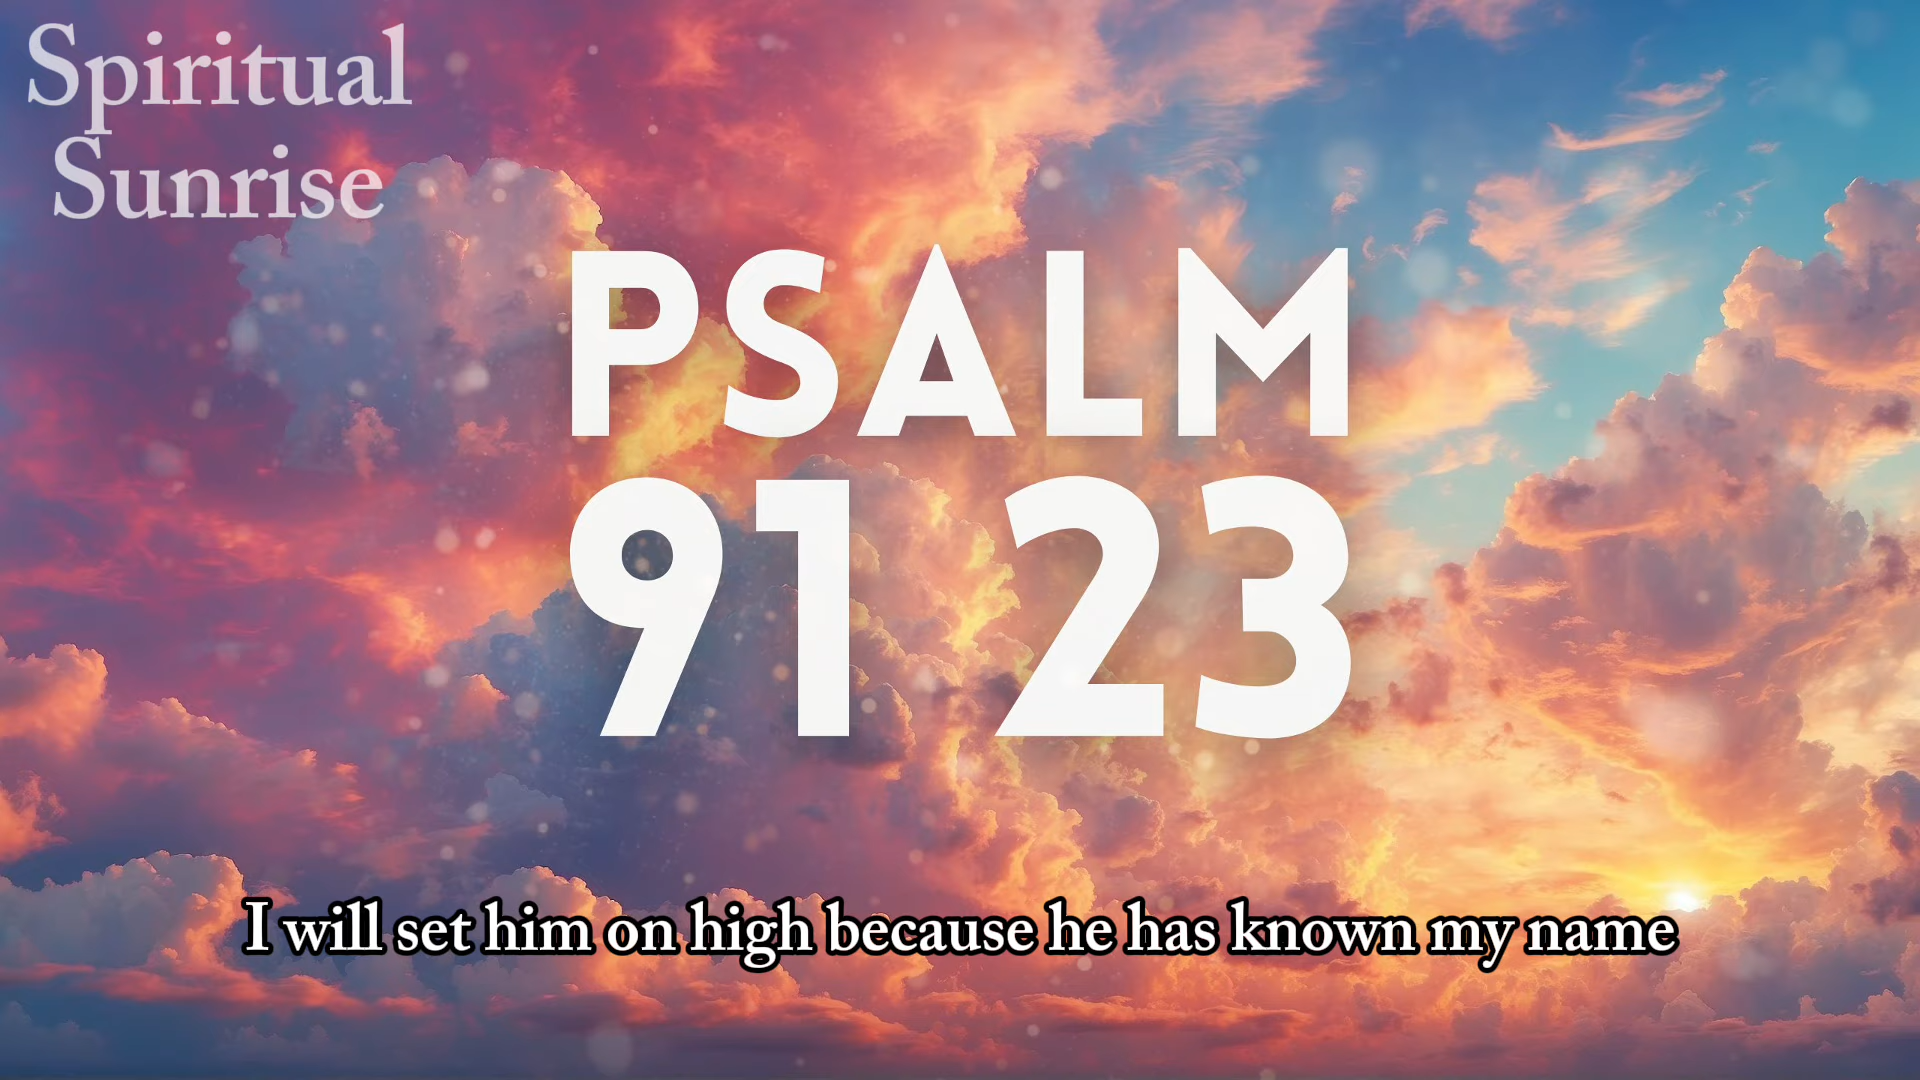 Spiritual
Sunrise
PSALM
91 23
I will set him on high because he has known my name